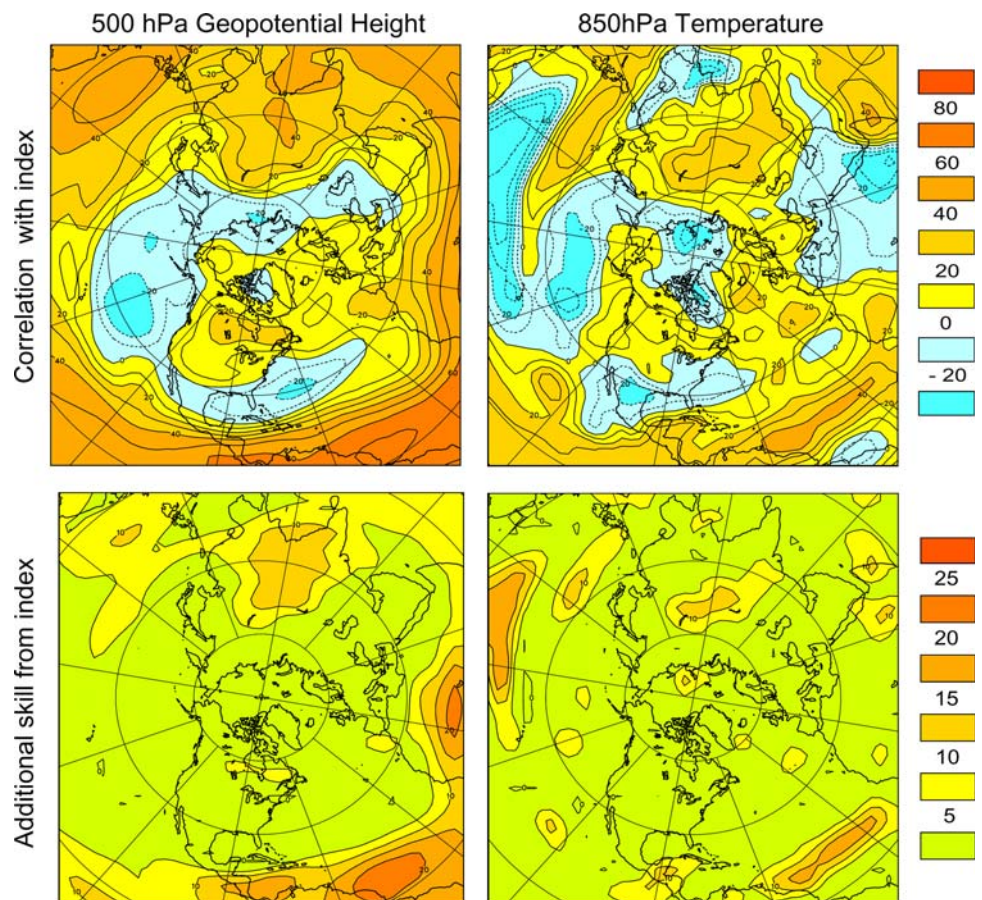 500 hPa Geopotential Height
850hPa Temperature
Correlation with index
80
60
40
20
0
- 20
Additional skill from index
25
20
15
10
5